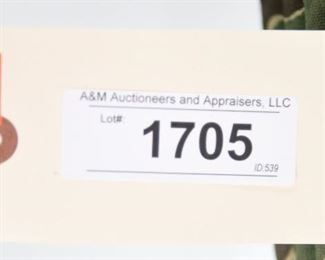 A&M Auctioneers and Appraisers, LLC
Lot#:
1705
ID:539